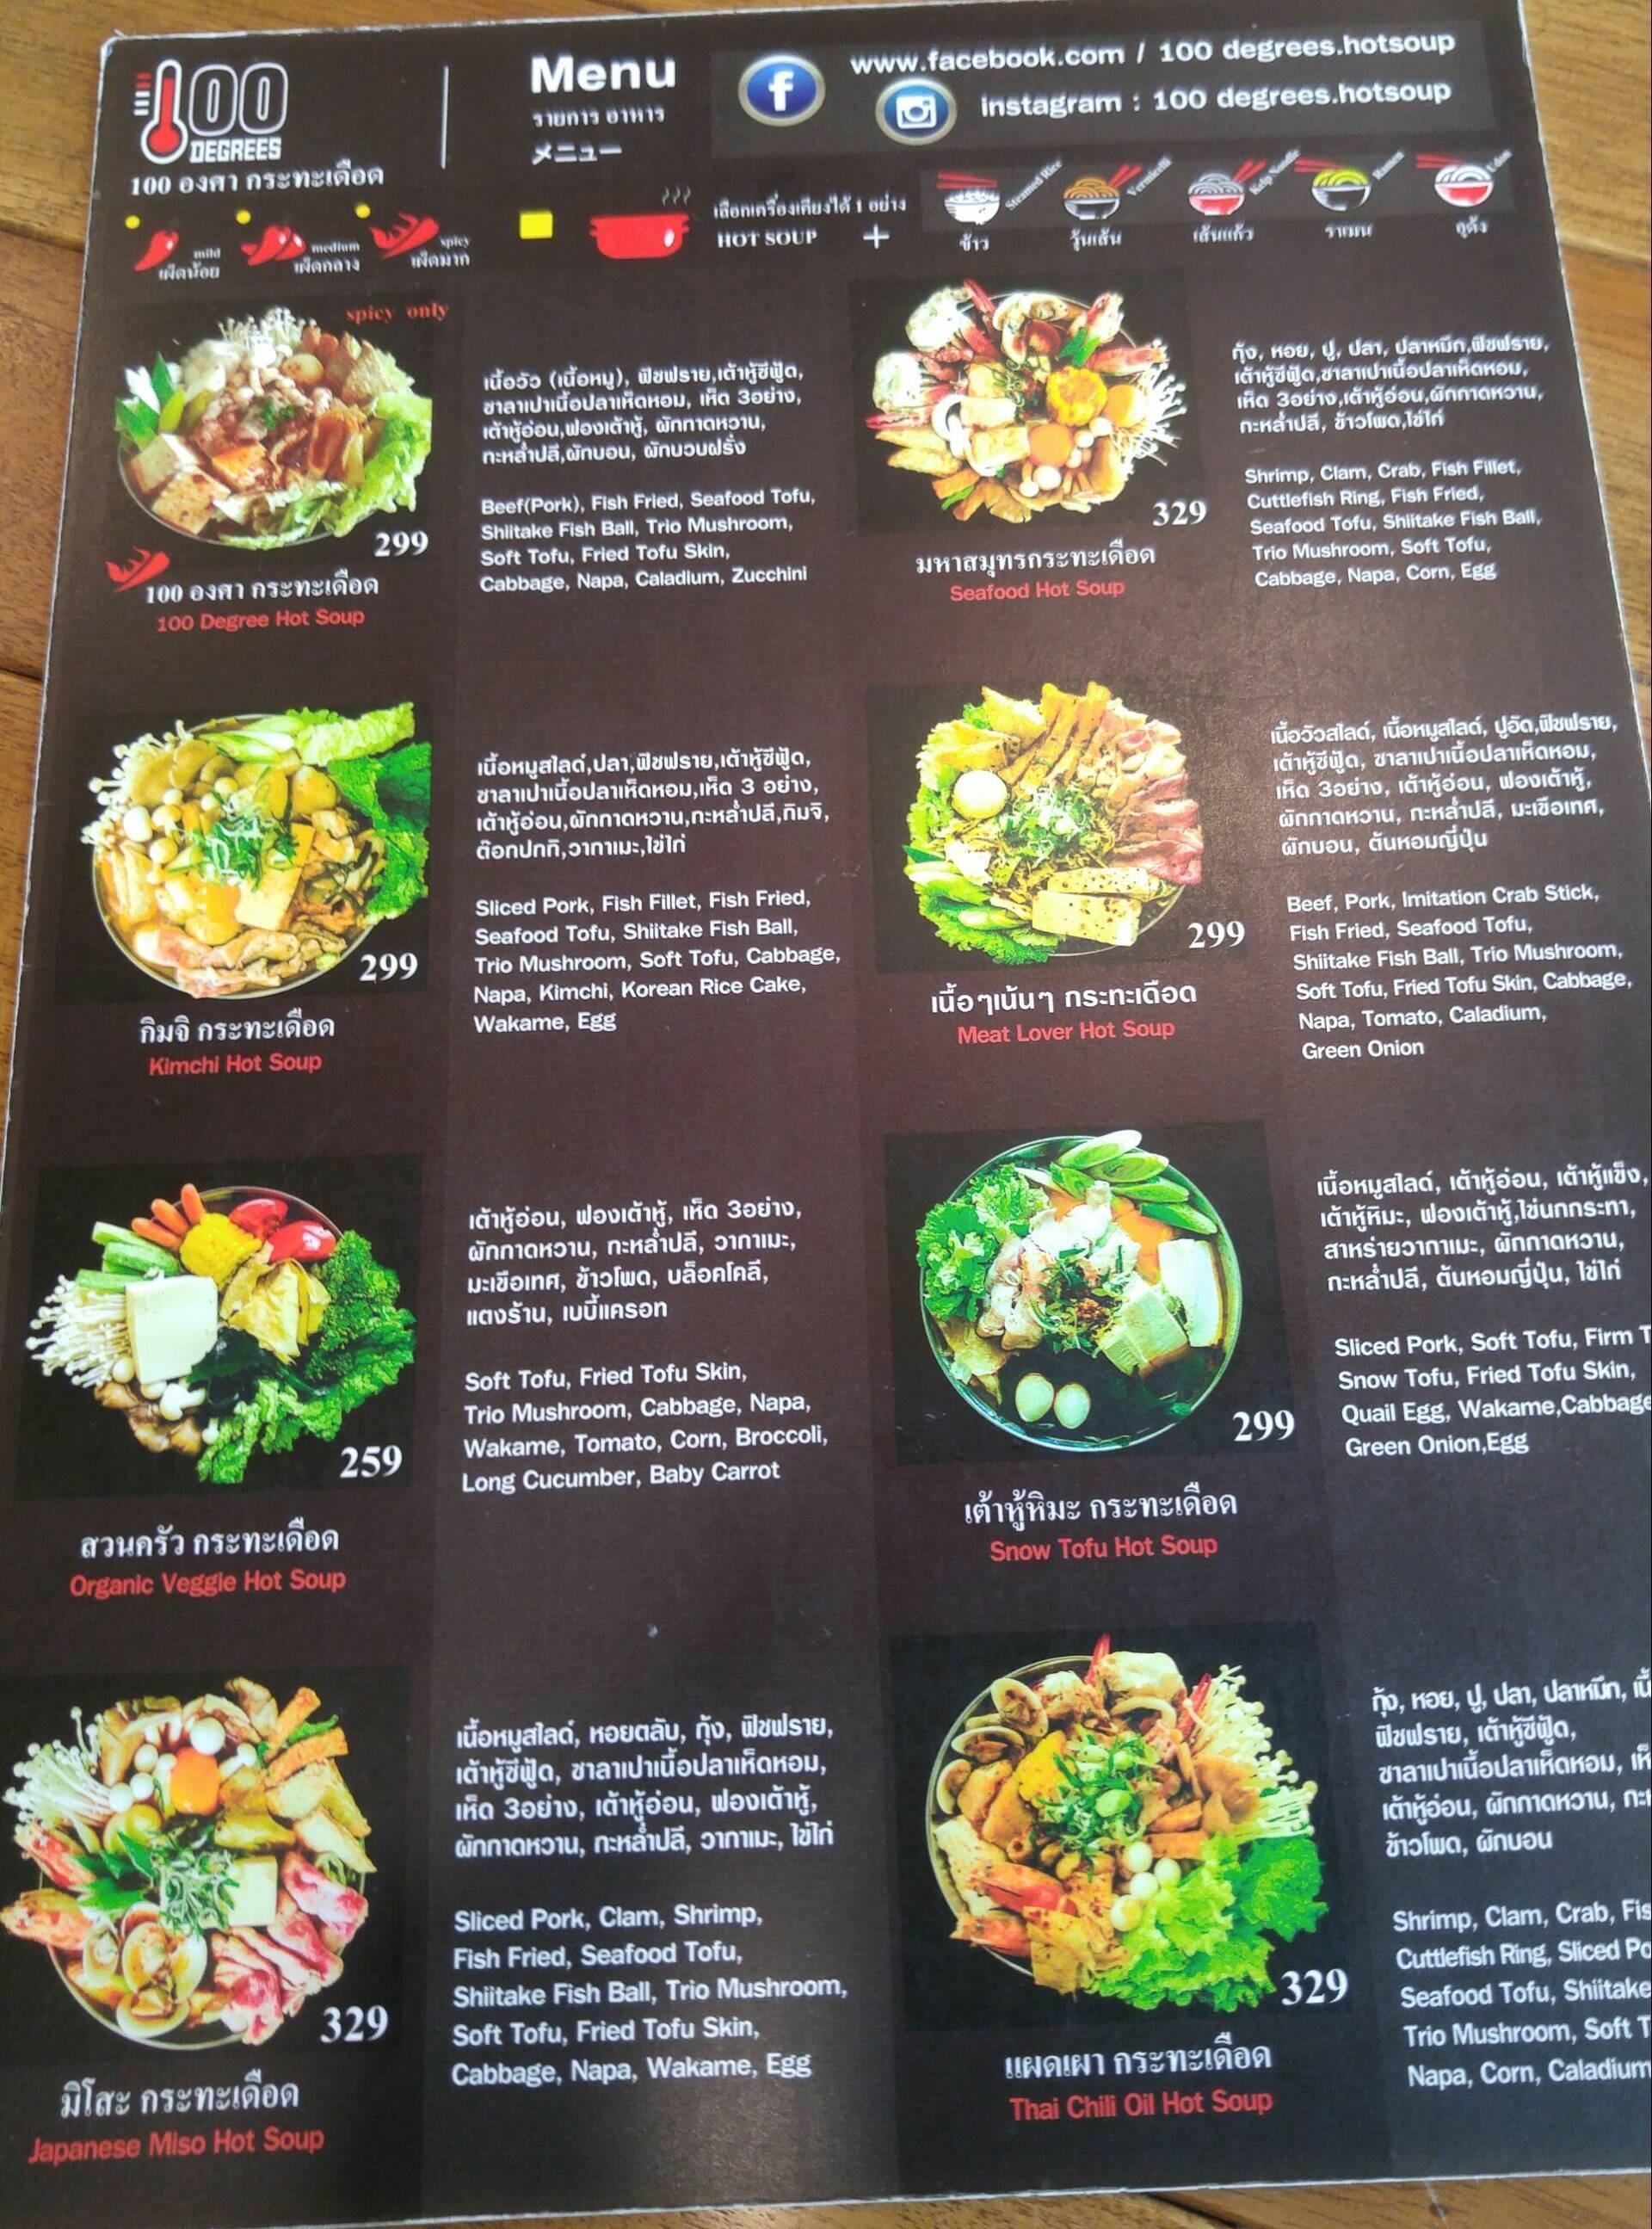 100
DEGREES
100 องศา กระทะเดือด
Menu
รายการ อาหาร
メニュー
www.facebook.com / 100 degrees.hotsoup
instagram : 100 degrees.hotsoup
mild
เผ็ดน้อย
medium
เผ็ดกลาง
spicy
เผ็ดมาก
เลือกเครื่องเคียงได้ 1 อย่าง
HOT SOUP +
Steamed Rice
ข้าว
Vermicelli
วุ้นเส้น
Kelp Noodle
เส้นแก้ว
Ramen
ราเมน
Udon
อูด้ง
spicy only
299
100 องศา กระทะเดือด
100 Degree Hot Soup
เนื้อวัว (เนื้อหมู), ฟิชฟราย,เต้าหู้ซีฟู้ด,
ซาลาเปาเนื้อปลาเห็ดหอม, เห็ด 3อย่าง,
เต้าหู้อ่อน,ฟองเต้าหู้, ผักกาดหวาน,
กะหล่ำปลี,ผักบอน, ผักบวบฝรั่ง
Beef(Pork), Fish Fried, Seafood Tofu,
Shiitake Fish Ball, Trio Mushroom,
Soft Tofu, Fried Tofu Skin,
Cabbage, Napa, Caladium, Zucchini
329
มหาสมุทรกระทะเดือด
Seafood Hot Soup
กุ้ง, หอย, ปู, ปลา, ปลาหมึก,ฟิชฟราย,
เต้าหู้ซีฟู้ด,ซาลาเปาเนื้อปลาเห็ดหอม,
เห็ด 3อย่าง,เต้าหู้อ่อน,ผักกาดหวาน,
กะหล่ำปลี, ข้าวโพด,ไข่ไก่
Shrimp, Clam, Crab, Fish Fillet,
Cuttlefish Ring, Fish Fried,
Seafood Tofu, Shiitake Fish Ball,
Trio Mushroom, Soft Tofu,
Cabbage, Napa, Corn, Egg
299
กิมจิ กระทะเดือด
Kimchi Hot Soup
เนื้อหมูสไลด์,ปลา,ฟิชฟราย,เต้าหู้ซีฟู้ด,
ซาลาเปาเนื้อปลาเห็ดหอม,เห็ด 3 อย่าง,
เต้าหู้อ่อน,ผักกาดหวาน,กะหล่ำปลี,กิมจิ,
ต๊อกปกกิ,วากาเมะ,ไข่ไก่
Sliced Pork, Fish Fillet, Fish Fried,
Seafood Tofu, Shiitake Fish Ball,
Trio Mushroom, Soft Tofu, Cabbage,
Napa, Kimchi, Korean Rice Cake,
Wakame, Egg
299
เนื้อๆเน้นๆ กระทะเดือด
Meat Lover Hot Soup
เนื้อวัวสไลด์, เนื้อหมูสไลด์, ปูอัด,ฟิชฟราย,
เต้าหู้ซีฟู้ด, ซาลาเปาเนื้อปลาเห็ดหอม,
เห็ด 3อย่าง, เต้าหู้อ่อน, ฟองเต้าหู้,
ผักกาดหวาน, กะหล่ำปลี, มะเขือเทศ,
ผักบอน, ต้นหอมญี่ปุ่น
Beef, Pork, Imitation Crab Stick,
Fish Fried, Seafood Tofu,
Shiitake Fish Ball, Trio Mushroom,
Soft Tofu, Fried Tofu Skin, Cabbage,
Napa, Tomato, Caladium,
Green Onion
259
สวนครัว กระทะเดือด
Organic Veggie Hot Soup
เต้าหู้อ่อน, ฟองเต้าหู้, เห็ด 3อย่าง,
ผักกาดหวาน, กะหล่ำปลี, วากาเมะ,
มะเขือเทศ, ข้าวโพด, บล็อคโคลี,
แตงร้าน, เบบี้แครอท
Soft Tofu, Fried Tofu Skin,
Trio Mushroom, Cabbage, Napa,
Wakame, Tomato, Corn, Broccoli,
Long Cucumber, Baby Carrot
299
เต้าหู้หิมะ กระทะเดือด
Snow Tofu Hot Soup
เนื้อหมูสไลด์, เต้าหู้อ่อน, เต้าหู้แข็ง,
เต้าหู้หิมะ, ฟองเต้าหู้,ไข่นกกระทา,
สาหร่ายวากาเมะ, ผักกาดหวาน,
กะหล่ำปลี, ต้นหอมญี่ปุ่น, ไข่ไก่
Sliced Pork, Soft Tofu, Firm T
Snow Tofu, Fried Tofu Skin,
Quail Egg, Wakame,Cabbage
Green Onion,Egg
329
มิโสะ กระทะเดือด
Japanese Miso Hot Soup
เนื้อหมูสไลด์, หอยตลับ, กุ้ง, ฟิชฟราย,
เต้าหู้ซีฟู้ด, ซาลาเปาเนื้อปลาเห็ดหอม,
เห็ด 3อย่าง, เต้าหู้อ่อน, ฟองเต้าหู้,
ผักกาดหวาน, กะหล่ำปลี, วากาเมะ, ไข่ไก่
Sliced Pork, Clam, Shrimp,
Fish Fried, Seafood Tofu,
Shiitake Fish Ball, Trio Mushroom,
Soft Tofu, Fried Tofu Skin,
Cabbage, Napa, Wakame, Egg
329
แผดเผา กระทะเดือด
Thai Chili Oil Hot Soup
กุ้ง, หอย, ปู, ปลา, ปลาหมึก, เนื้
ฟิชฟราย, เต้าหู้ซีฟู้ด,
ซาลาเปาเนื้อปลาเห็ดหอม, เห็
เต้าหู้อ่อน, ผักกาดหวาน, กะ
ข้าวโพด, ผักบอน
Shrimp, Clam, Crab, Fis
Cuttlefish Ring, Sliced Po
Seafood Tofu, Shiitake
Trio Mushroom, Soft T
Napa, Corn, Caladium